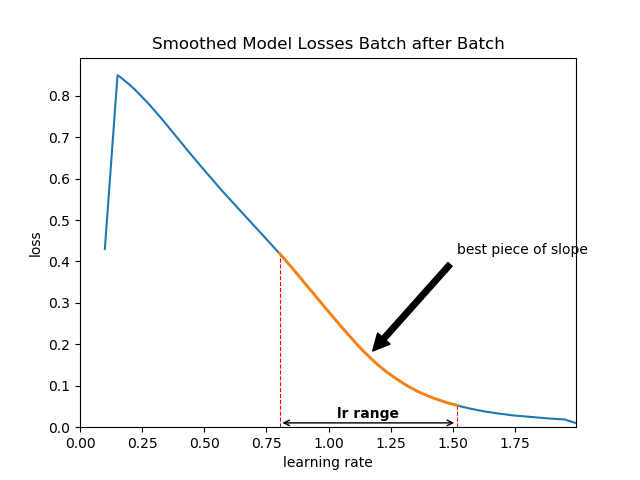 Smoothed Model Losses Batch after Batch
0.8
0.7
0.6
0.5
0.4
0.3
0.2
0.1
0.0
loss
best piece of slope
lr range
0.00 0.25 0.50 0.75 1.00 1.25 1.50 1.75
learning rate